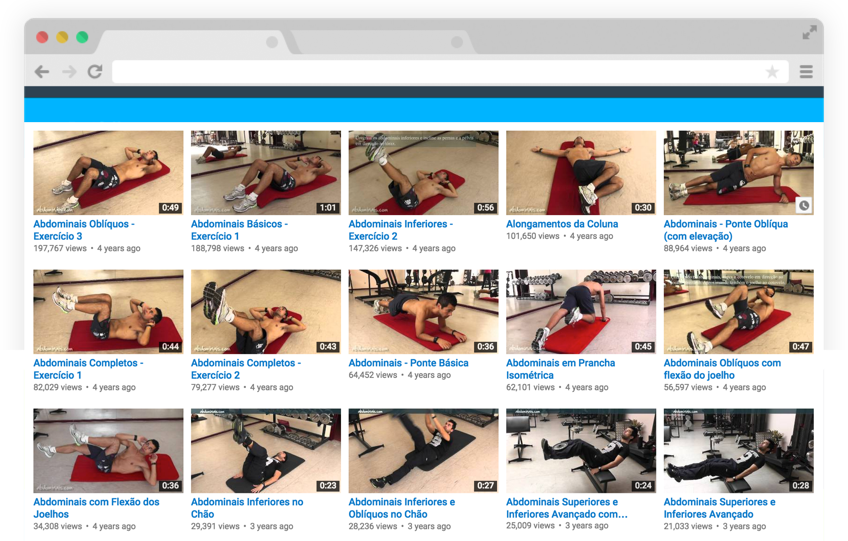 0:49
1:01
0:56
0:30
Abdominais Oblíquos -
Exercício 3
197,767 views • 4 years ago
Abdominais Básicos -
Exercício 1
188,798 views • 4 years ago
Abdominais Inferiores -
Exercício 2
147,326 views • 4 years ago
Alongamentos da Coluna
101,650 views • 4 years ago
Abdominais - Ponte Oblíqua
(com elevação)
88,964 views • 4 years ago
0:44
0:43
0:36
0:45
0:47
Abdominais Completos -
Exercício 1
82,029 views • 4 years ago
Abdominais Completos -
Exercício 2
79,277 views • 4 years ago
Abdominais - Ponte Básica
64,452 views • 4 years ago
Abdominais em Prancha
Isométrica
62,101 views • 4 years ago
Abdominais Oblíquos com
flexão do joelho
56,597 views • 4 years ago
0:36
0:23
0:27
0:24
0:28
Abdominais com Flexão dos
Joelhos
34,308 views • 4 years ago
Abdominais Inferiores no
Chão
29,391 views • 3 years ago
Abdominais Inferiores e
Oblíquos no Chão
28,236 views • 3 years ago
Abdominais Superiores e
Inferiores Avançado com...
25,009 views • 3 years ago
Abdominais Superiores e
Inferiores Avançado
21,033 views • 3 years ago